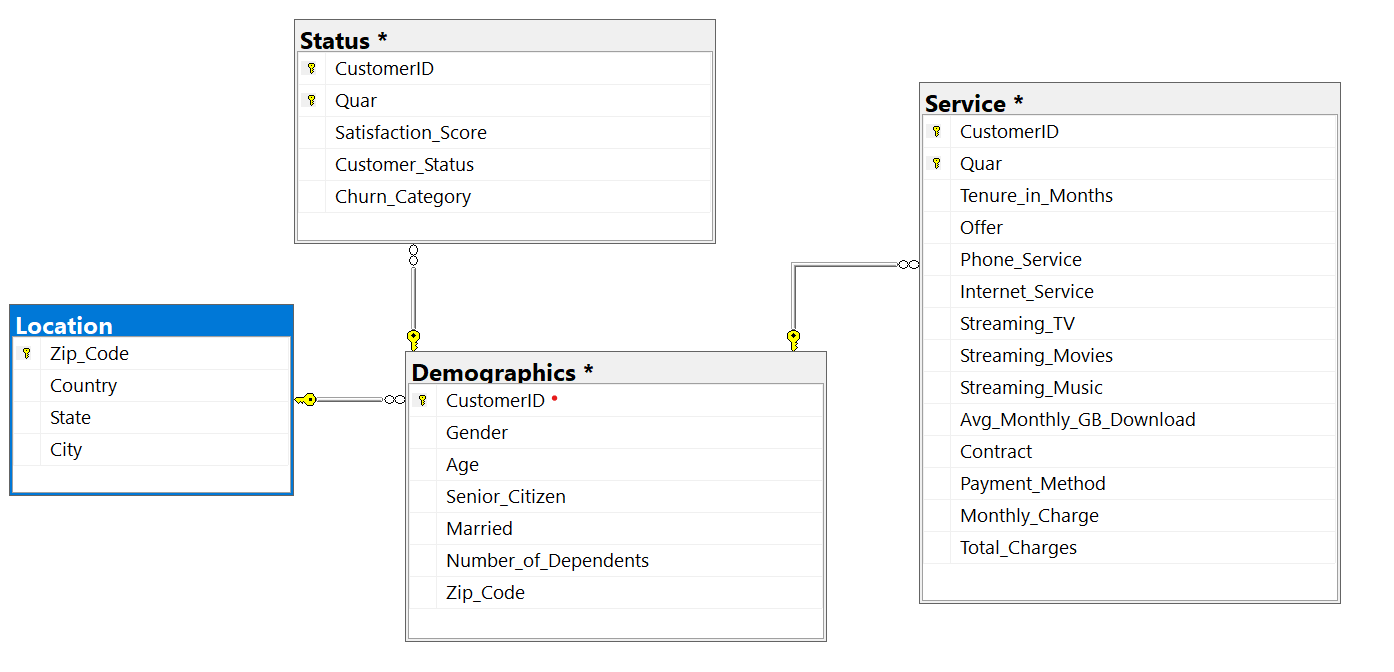 Status *
CustomerID
Quar
Satisfaction_Score
Customer_Status
Churn_Category
Service *
CustomerID
Quar
Tenure_in_Months
Offer
Phone_Service
Internet_Service
Streaming_TV
Streaming_Movies
Streaming_Music
Avg_Monthly_GB_Download
Contract
Payment_Method
Monthly_Charge
Total_Charges
Location
Zip_Code
Country
State
City
Demographics *
CustomerID
Gender
Age
Senior_Citizen
Married
Number_of_Dependents
Zip_Code